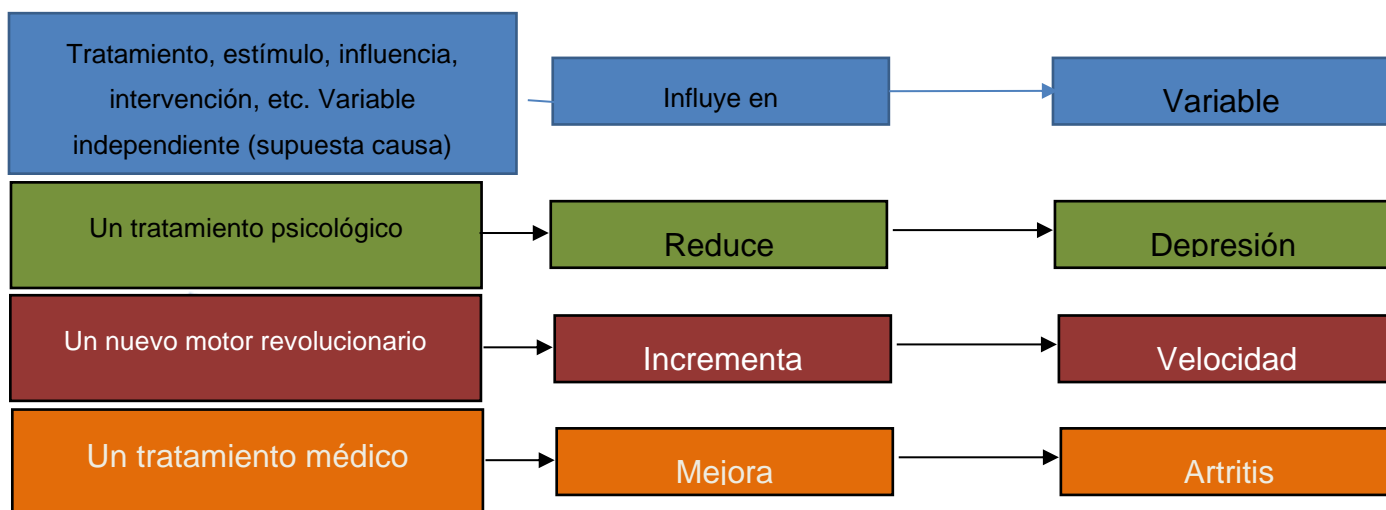 Tratamiento, estímulo, influencia,
intervención, etc. Variable
independiente (supuesta causa)
Influye en
Variable
Un tratamiento psicológico
Reduce
Depresión
Un nuevo motor revolucionario
Incrementa
Velocidad
Un tratamiento médico
Mejora
Artritis